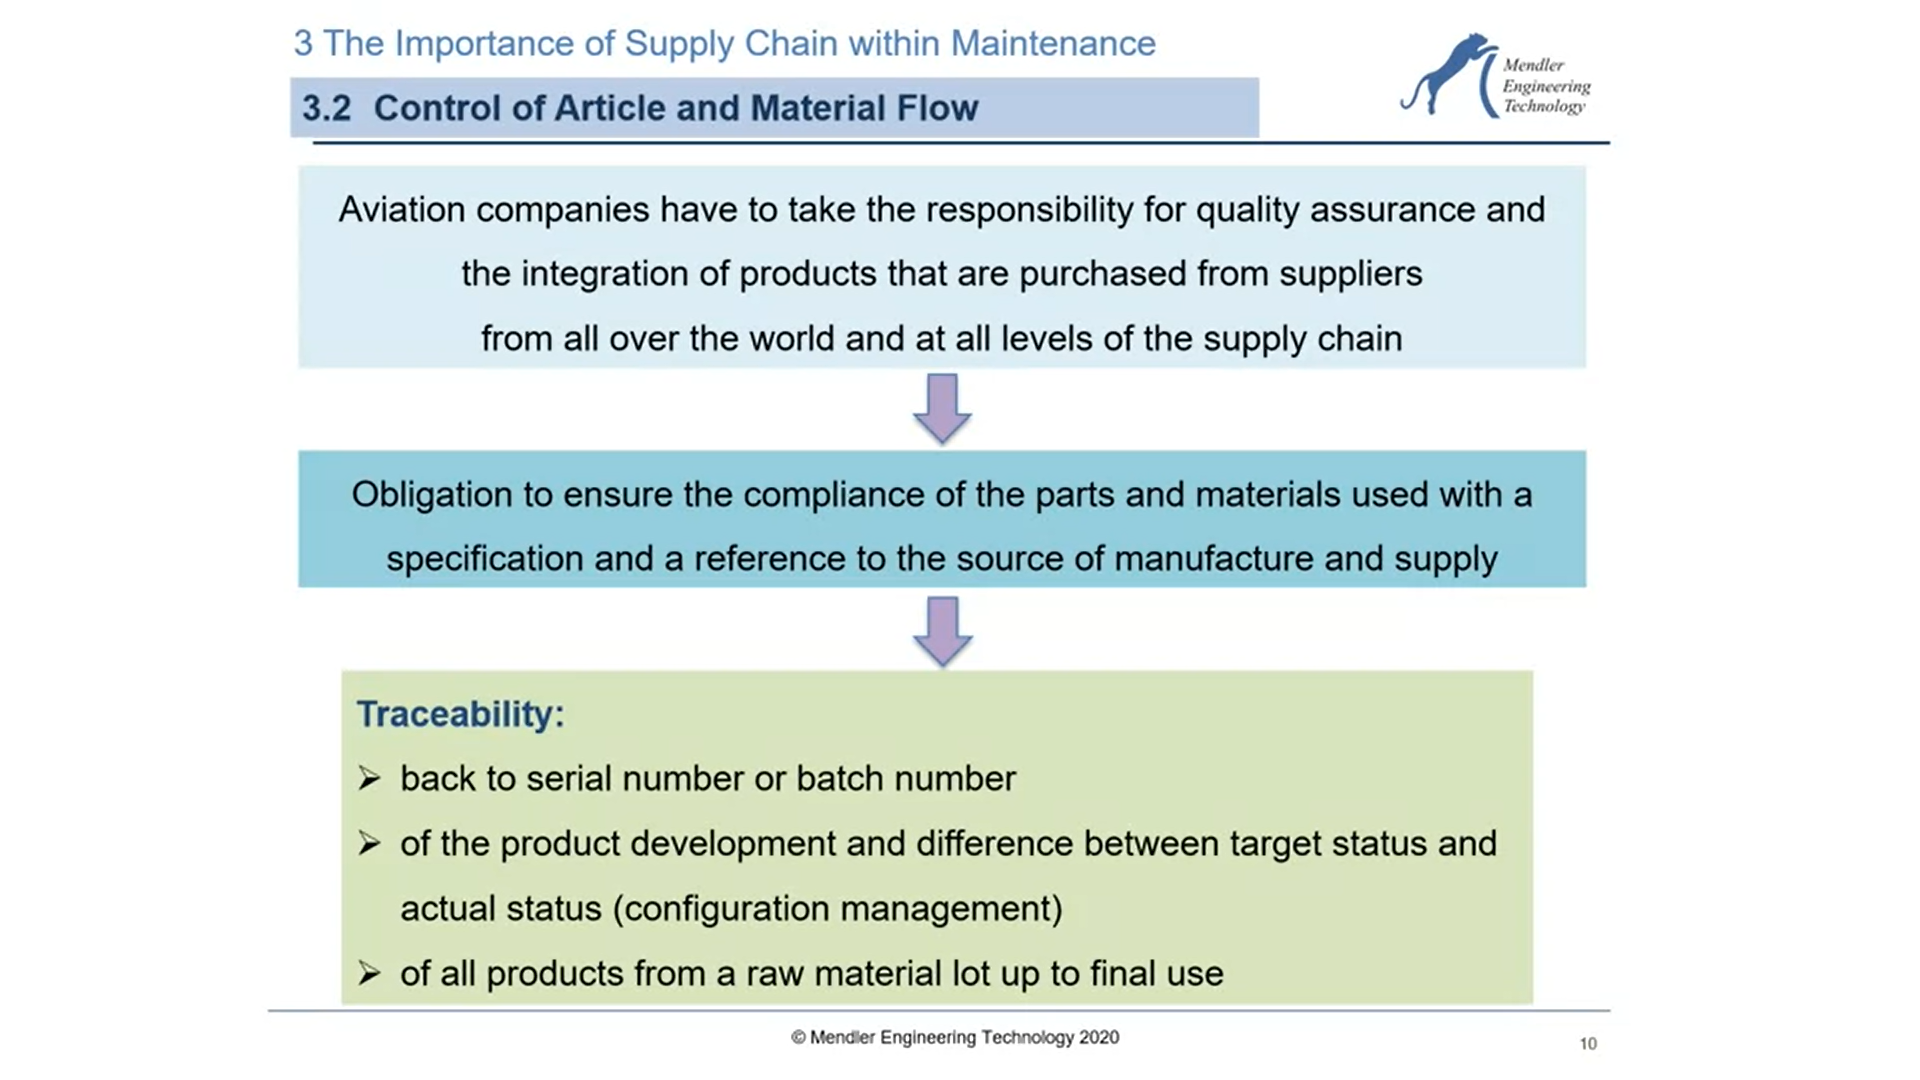 3 The Importance of Supply Chain within Maintenance
3.2 Control of Article and Material Flow
Mendler
Engineering
Technology
Aviation companies have to take the responsibility for quality assurance and
the integration of products that are purchased from suppliers
from all over the world and at all levels of the supply chain
Obligation to ensure the compliance of the parts and materials used with a
specification and a reference to the source of manufacture and supply
Traceability:
➢ back to serial number or batch number
➢ of the product development and difference between target status and
actual status (configuration management)
➢ of all products from a raw material lot up to final use
© Mendler Engineering Technology 2020
10